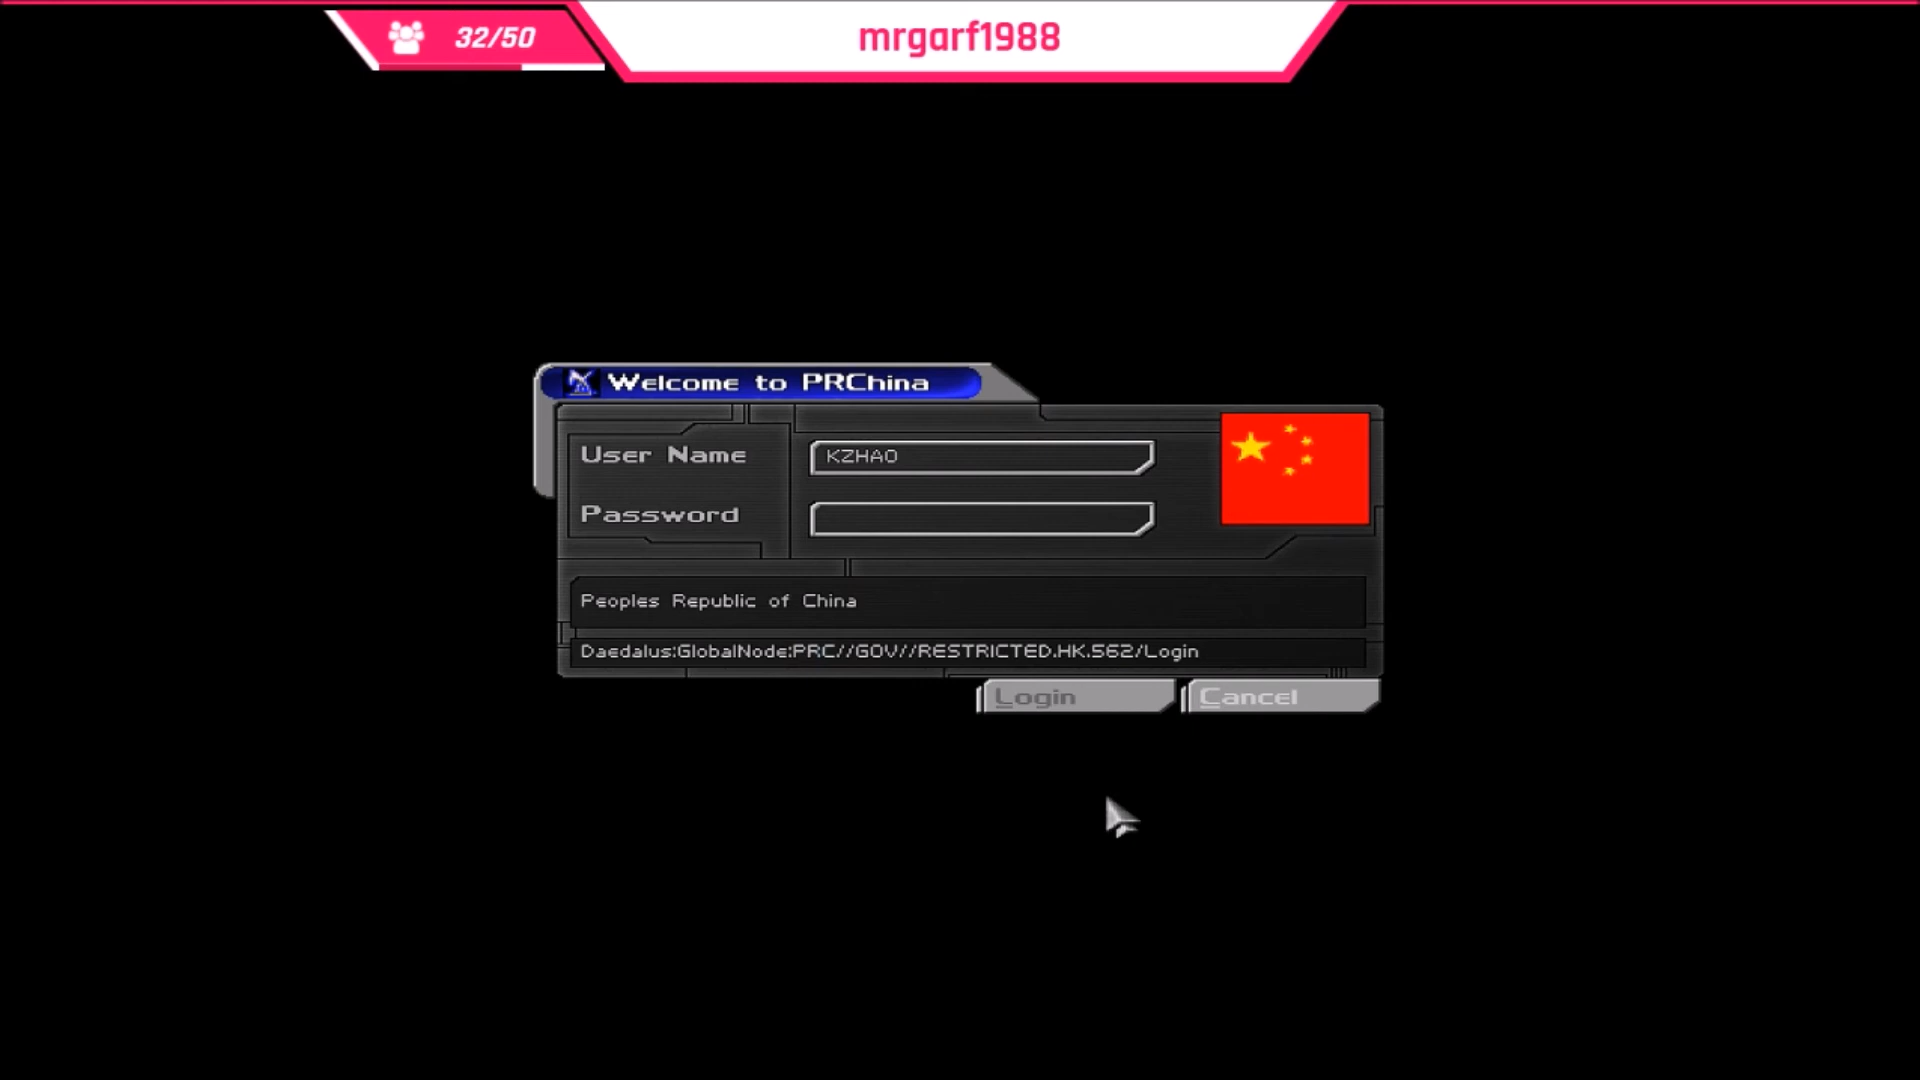 32/50
mrgarf1988
Welcome to PRChina
User Name
KZHAO
Password
Peoples Republic of China
Daedalus:GlobalNode:PRC//GOV//RESTRICTED.HK.562/Login
Login
Cancel